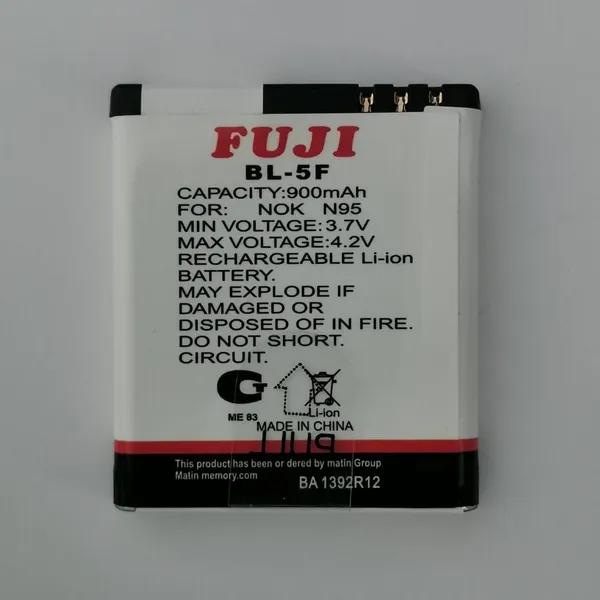 FUJI
BL-5F
CAPACITY:900mAh
FOR: NOK N95
MIN VOLTAGE:3.7V
MAX VOLTAGE:4.2V
RECHARGEABLE Li-ion
BATTERY.
MAY EXPLODE IF
DAMAGED OR
DISPOSED OF IN FIRE.
DO NOT SHORT.
CIRCUIT.
ME 83
Li-ion
MADE IN CHINA
This product has been or dered by matin Group
Matin memory.com
BA 1392R12